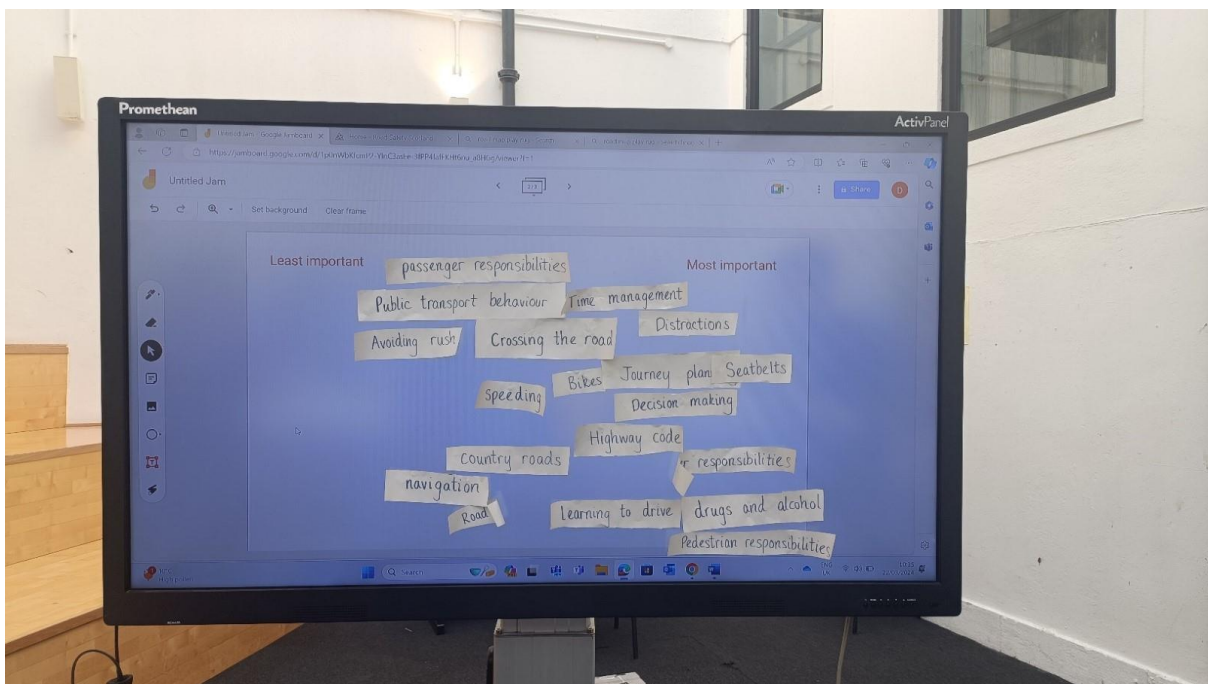 Promethean
ActivPanel
Untitled Jam
Share
Set background
Clear frame
Least important
Most important
passenger responsibilities
Public transport behaviour
Time management
Distractions
Avoiding rush
Crossing the road
Bikes
Journey plan
Seatbelts
Speeding
Decision making
Highway code
Country roads
r responsibilities
navigation
Road
Learning to drive
drugs and alcohol
Pedestrian responsibilities
Search